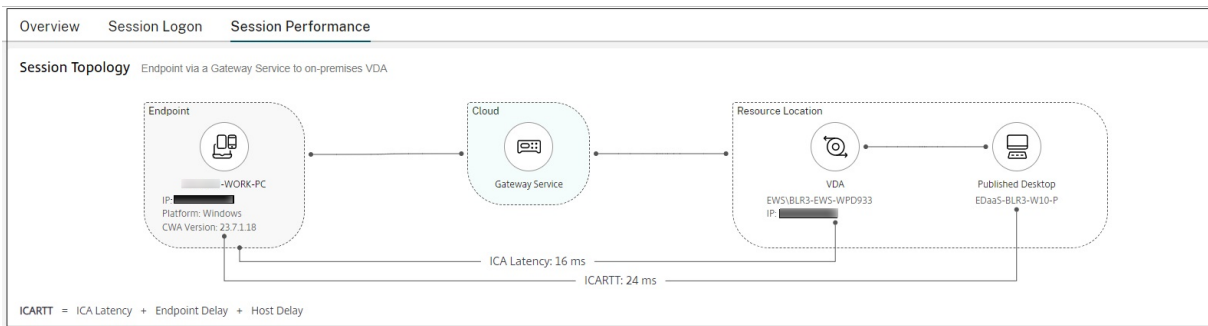 Overview Session Logon Session Performance
Session Topology Endpoint via a Gateway Service to on-premises VDA
Endpoint
Cloud
Resource Location
-WORK-PC
Gateway Service
VDA
Published Desktop
IP:
EWS\BLR3-EWS-WPD933
EDaaS-BLR3-W10-P
Platform: Windows
IP:
CWA Version: 23.7.1.18
ICA Latency: 16 ms
ICARTT: 24 ms
ICARTT = ICA Latency + Endpoint Delay + Host Delay